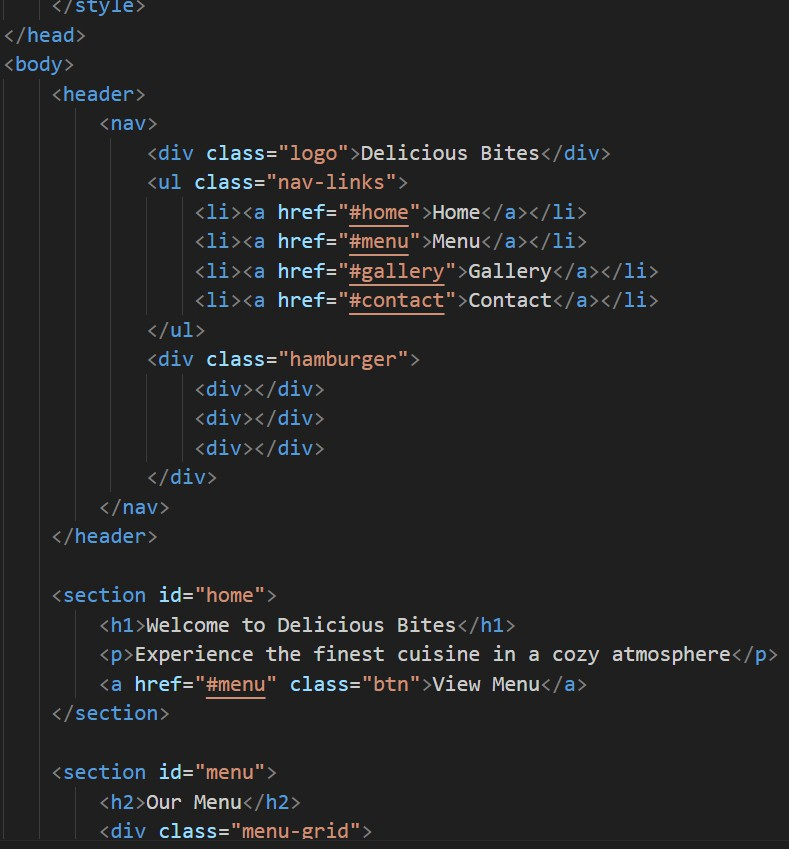 </style>
</head>
<body>
    <header>
        <nav>
            <div class="logo">Delicious Bites</div>
            <ul class="nav-links">
                <li><a href="#home">Home</a></li>
                <li><a href="#menu">Menu</a></li>
                <li><a href="#gallery">Gallery</a></li>
                <li><a href="#contact">Contact</a></li>
            </ul>
            <div class="hamburger">
                <div></div>
                <div></div>
                <div></div>
            </div>
        </nav>
    </header>

    <section id="home">
        <h1>Welcome to Delicious Bites</h1>
        <p>Experience the finest cuisine in a cozy atmosphere</p>
        <a href="#menu" class="btn">View Menu</a>
    </section>

    <section id="menu">
        <h2>Our Menu</h2>
        <div class="menu-grid">